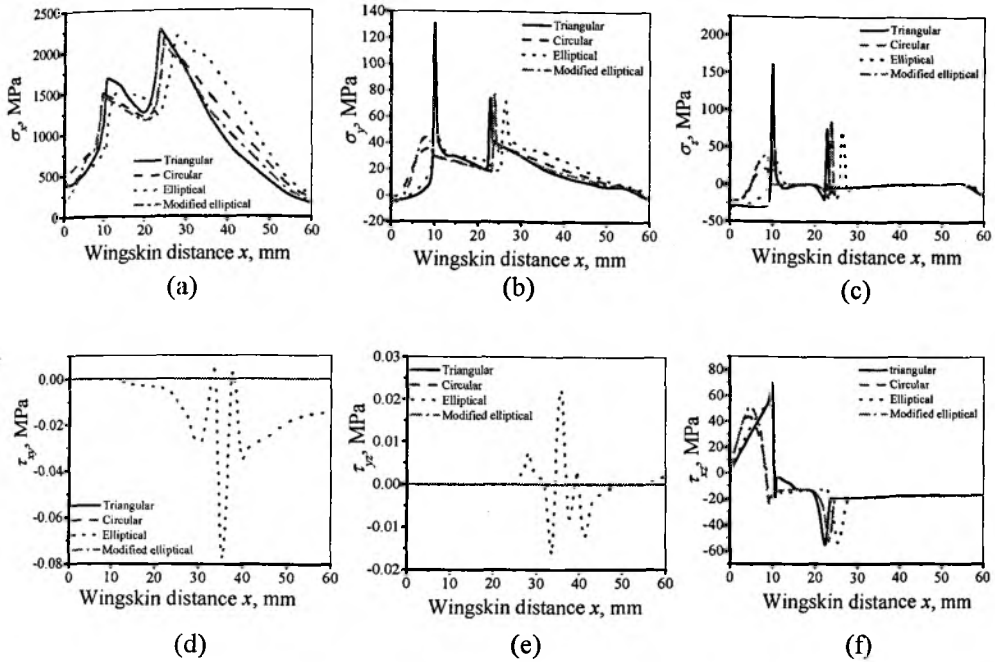 2500
2000
1500
1000
500
0
σx, MPa
Triangular
Circular
Elliptical
Modified elliptical
0 10 20 30 40 50 60
Wingskin distance x, mm
(a)
140
120
100
80
60
40
20
0
-20
σy, MPa
Triangular
Circular
Elliptical
Modified elliptical
0 10 20 30 40 50 60
Wingskin distance x, mm
(b)
200
150
100
50
0
-50
σz, MPa
Triangular
Circular
Elliptical
Modified elliptical
0 10 20 30 40 50 60
Wingskin distance x, mm
(c)
0.00
-0.02
-0.04
-0.06
-0.08
τxy, MPa
Triangular
Circular
Elliptical
Modified elliptical
0 10 20 30 40 50 60
Wingskin distance x, mm
(d)
0.03
0.02
0.01
0.00
-0.01
-0.02
τyz, MPa
Triangular
Circular
Elliptical
Modified elliptical
0 10 20 30 40 50 60
Wingskin distance x, mm
(e)
80
60
40
20
0
-20
-40
-60
τxz, MPa
triangular
Circular
Elliptical
Modified elliptical
0 10 20 30 40 50 60
Wingskin distance x, mm
(f)